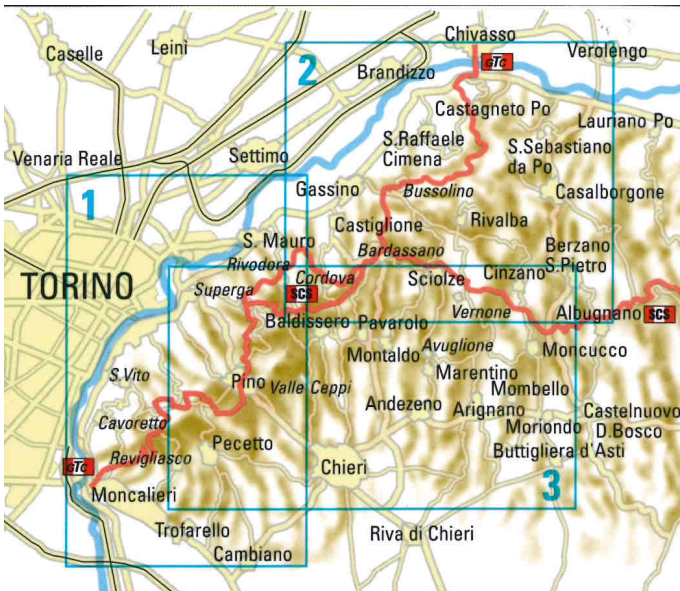 Chivasso
Caselle
Leinì
Verolengo
GTC
2
Brandizzo
Castagneto Po
Lauriano Po
S.Raffaele
Cimena
S.Sebastiano
da Po
Venaria Reale
Settimo
1
Gassino
Bussolino
Casalborgone
Castiglione
Rivalba
S. Mauro
Bardassano
Berzano
S.Pietro
Rivodora
TORINO
Superga
Cordova
Sciolze
Cinzano
SCS
Vernone
Albugnano
SCS
Baldissero
Pavarolo
Montaldo
Avuglione
Moncucco
S.Vito
Pino
Valle Ceppi
Marentino
Mombello
Andezeno
Arignano
Castelnuovo
D.Bosco
Cavoretto
Moriondo
Revigliasco
Pecetto
Buttigliera d'Asti
GTC
Chieri
3
Moncalieri
Trofarello
Riva di Chieri
Cambiano